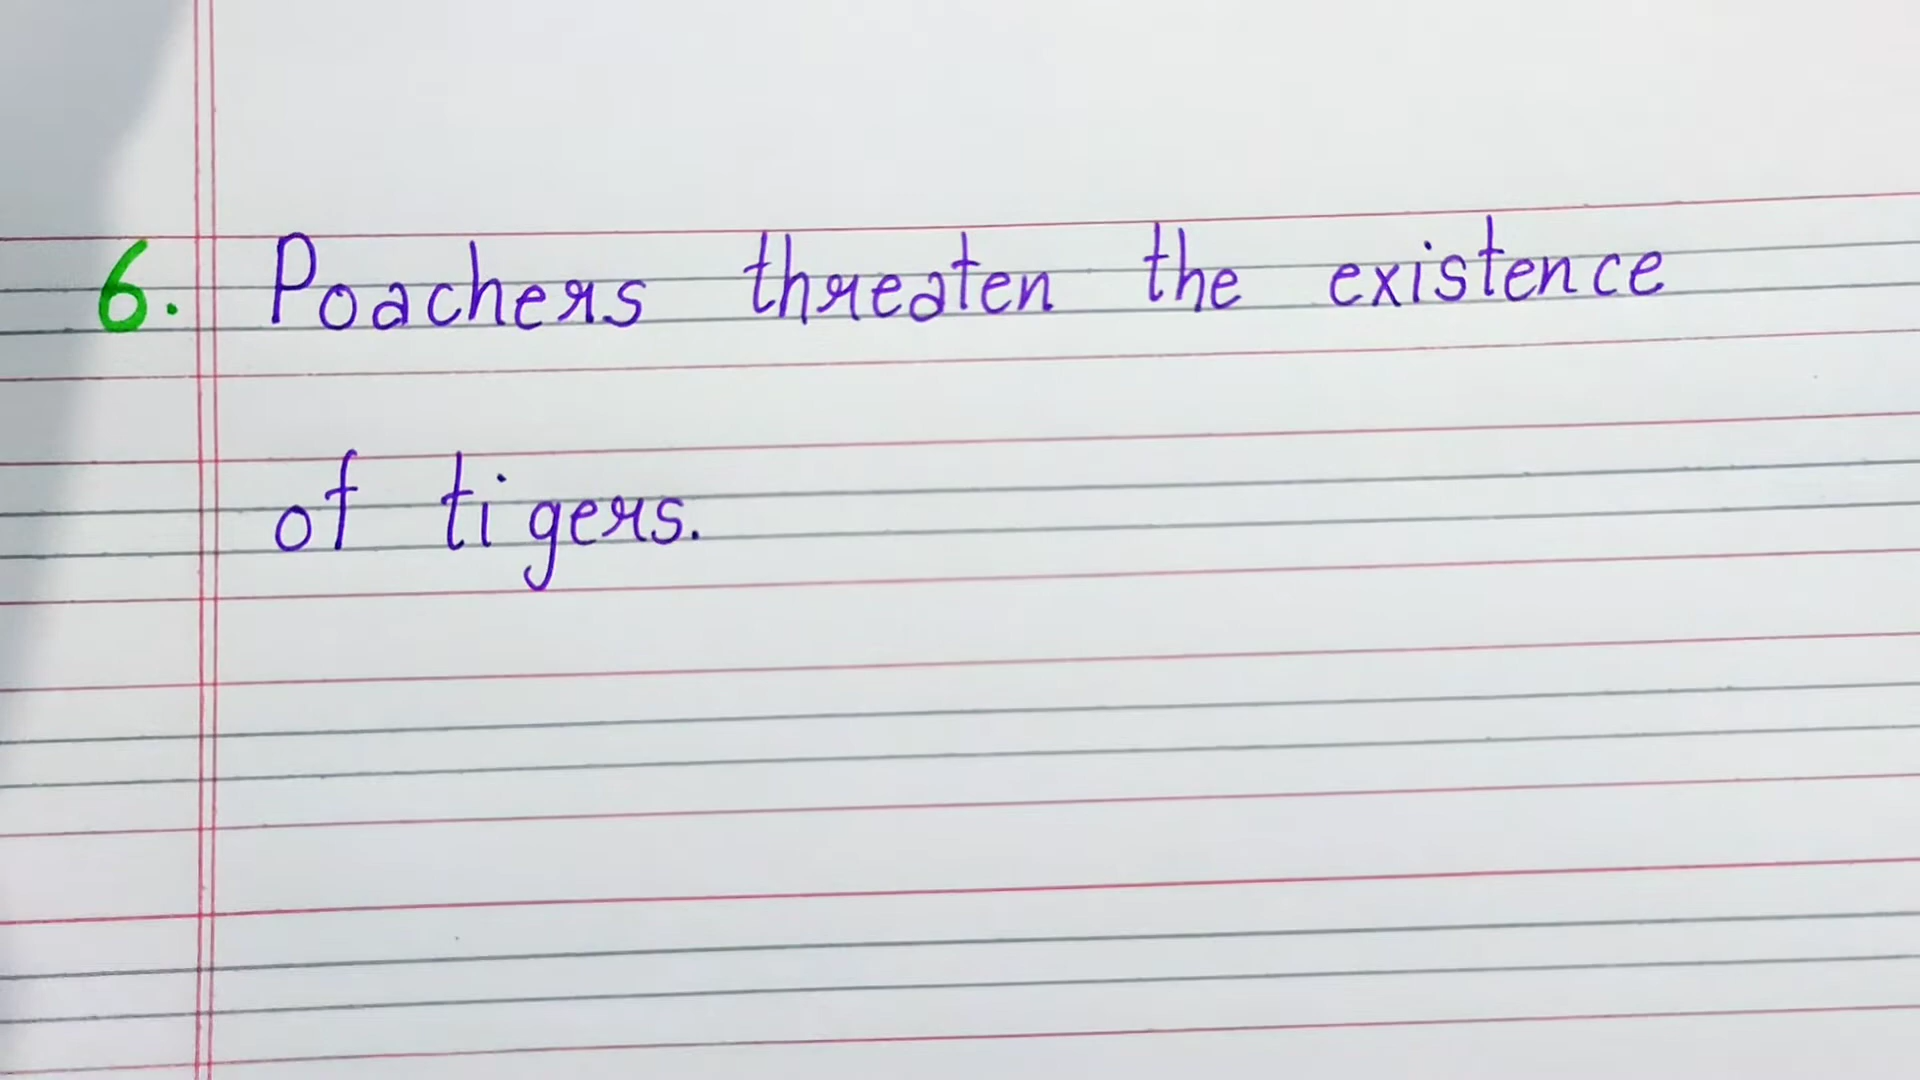 6. Poachers threaten the existence
of tigers.